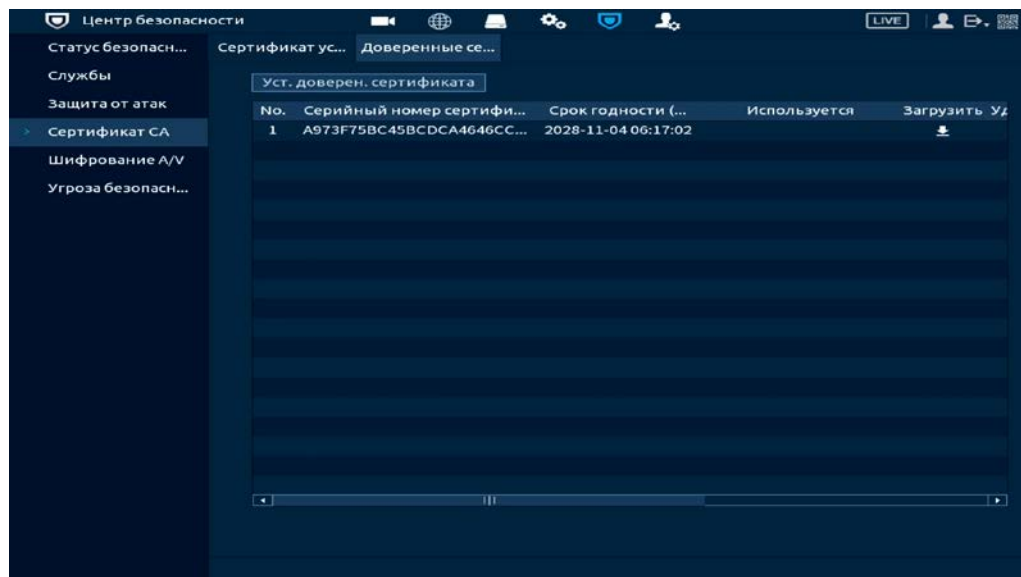 Центр безопасности
LIVE
Статус безопасн...
Службы
Защита от атак
Сертификат CA
Шифрование A/V
Угроза безопасн...
Сертификат ус...
Доверенные се...
Уст. доверен. сертификата
No. Серийный номер сертифи... Срок годности (... Используется Загрузить Уд
1 A973F75BC45BCDCA4646CC... 2028-11-04 06:17:02